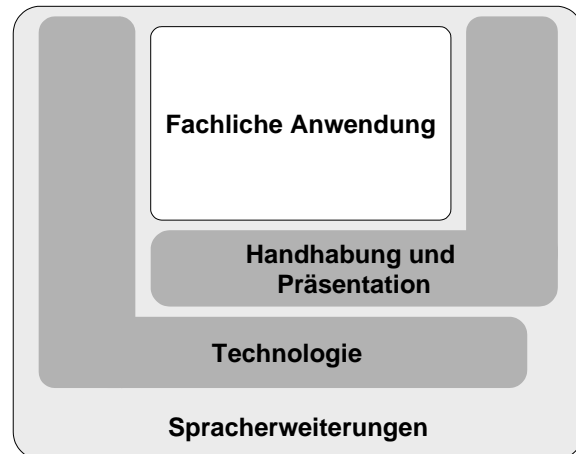 Fachliche Anwendung
Handhabung und
Präsentation
Technologie
Spracherweiterungen